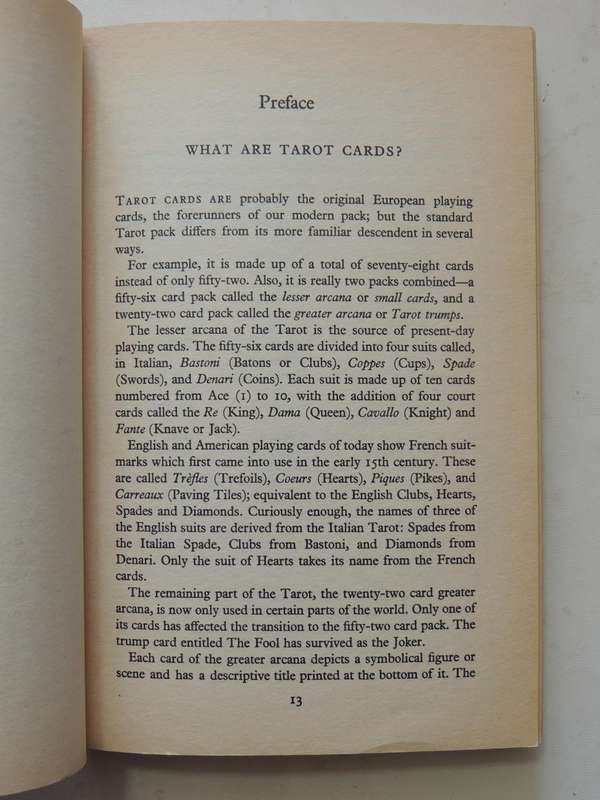 Preface
WHAT ARE TAROT CARDS?
TAROT CARDS ARE probably the original European playing
cards, the forerunners of our modern pack; but the standard
Tarot pack differs from its more familiar descendent in several
ways.
For example, it is made up of a total of seventy-eight cards
instead of only fifty-two. Also, it is really two packs combined—a
fifty-six card pack called the lesser arcana or small cards, and a
twenty-two card pack called the greater arcana or Tarot trumps.
The lesser arcana of the Tarot is the source of present-day
playing cards. The fifty-six cards are divided into four suits called,
in Italian, Bastoni (Batons or Clubs), Coppes (Cups), Spade
(Swords), and Denari (Coins). Each suit is made up of ten cards
numbered from Ace (1) to 10, with the addition of four court
cards called the Re (King), Dama (Queen), Cavallo (Knight) and
Fante (Knave or Jack).
English and American playing cards of today show French suit-
marks which first came into use in the early 15th century. These
are called Trèfles (Trefoils), Coeurs (Hearts), Piques (Pikes), and
Carreaux (Paving Tiles); equivalent to the English Clubs, Hearts,
Spades and Diamonds. Curiously enough, the names of three of
the English suits are derived from the Italian Tarot: Spades from
the Italian Spade, Clubs from Bastoni, and Diamonds from
Denari. Only the suit of Hearts takes its name from the French
cards.
The remaining part of the Tarot, the twenty-two card greater
arcana, is now only used in certain parts of the world. Only one of
its cards has affected the transition to the fifty-two card pack. The
trump card entitled The Fool has survived as the Joker.
Each card of the greater arcana depicts a symbolical figure or
scene and has a descriptive title printed at the bottom of it. The
13